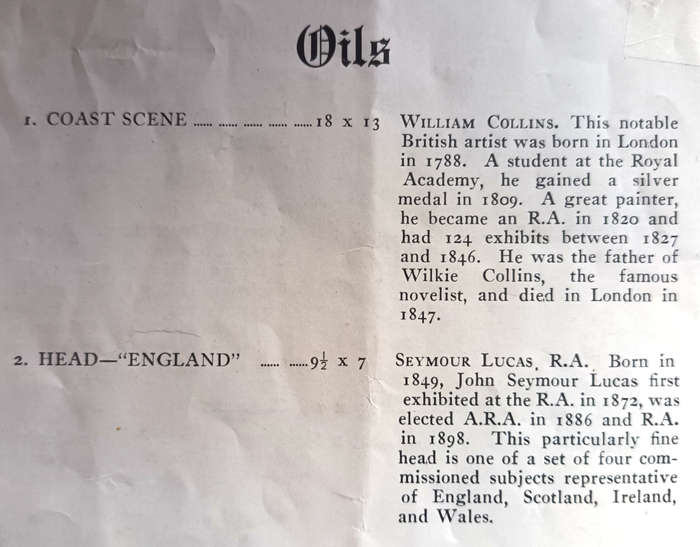 Oils
1. COAST SCENE ...... ...... ...... ...... ......18 x 13 WILLIAM COLLINS. This notable
British artist was born in London
in 1788. A student at the Royal
Academy, he gained a silver
medal in 1809. A great painter,
he became an R.A. in 1820 and
had 124 exhibits between 1827
and 1846. He was the father of
Wilkie Collins, the famous
novelist, and died in London in
1847.
2. HEAD—"ENGLAND" ...... ......9½ x 7 SEYMOUR LUCAS, R.A. Born in
1849, John Seymour Lucas first
exhibited at the R.A. in 1872, was
elected A.R.A. in 1886 and R.A.
in 1898. This particularly fine
head is one of a set of four com-
missioned subjects representative
of England, Scotland, Ireland,
and Wales.